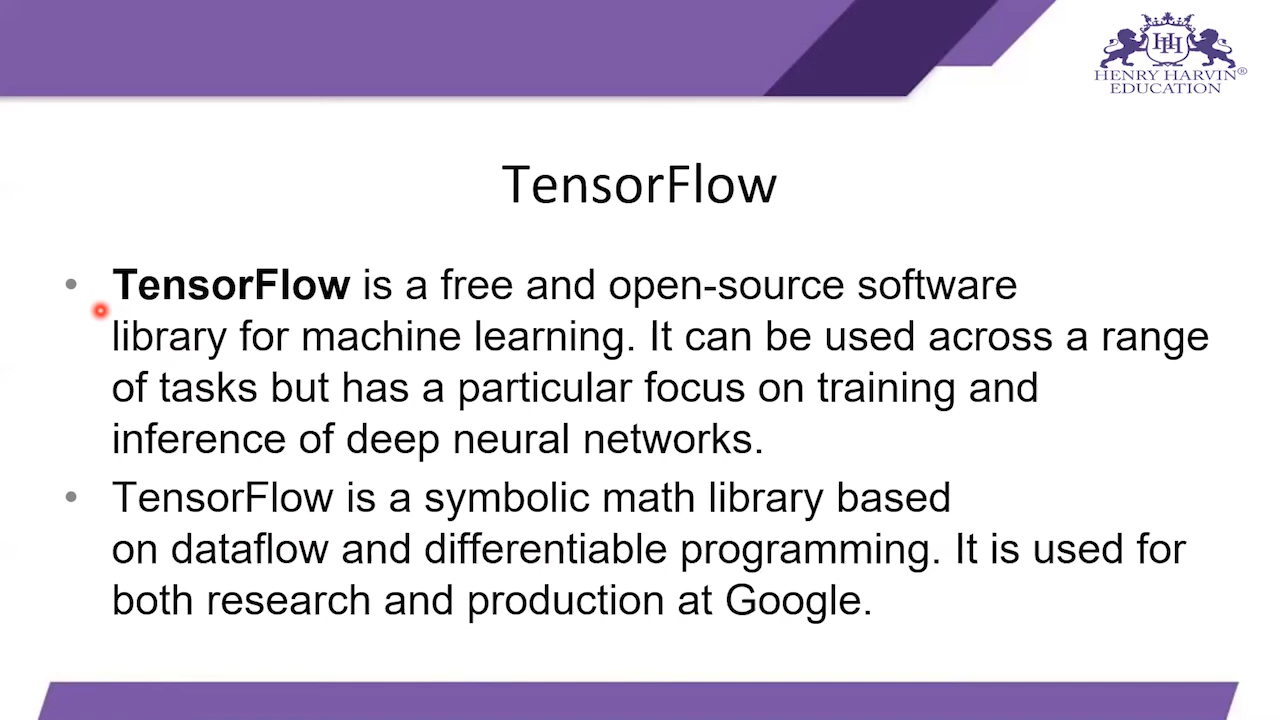 HENRY HARVIN®
EDUCATION
TensorFlow
• TensorFlow is a free and open-source software
library for machine learning. It can be used across a range
of tasks but has a particular focus on training and
inference of deep neural networks.
• TensorFlow is a symbolic math library based
on dataflow and differentiable programming. It is used for
both research and production at Google.